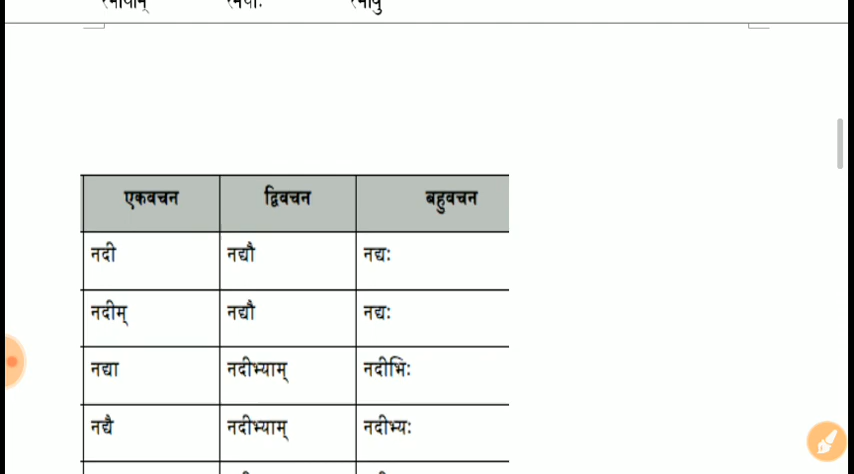 एकवचन द्विवचन बहुवचन
नदी नद्यौ नद्यः
नदीम् नद्यौ नद्यः
नद्या नदीभ्याम् नदीभिः
नद्यै नदीभ्याम् नदीभ्यः